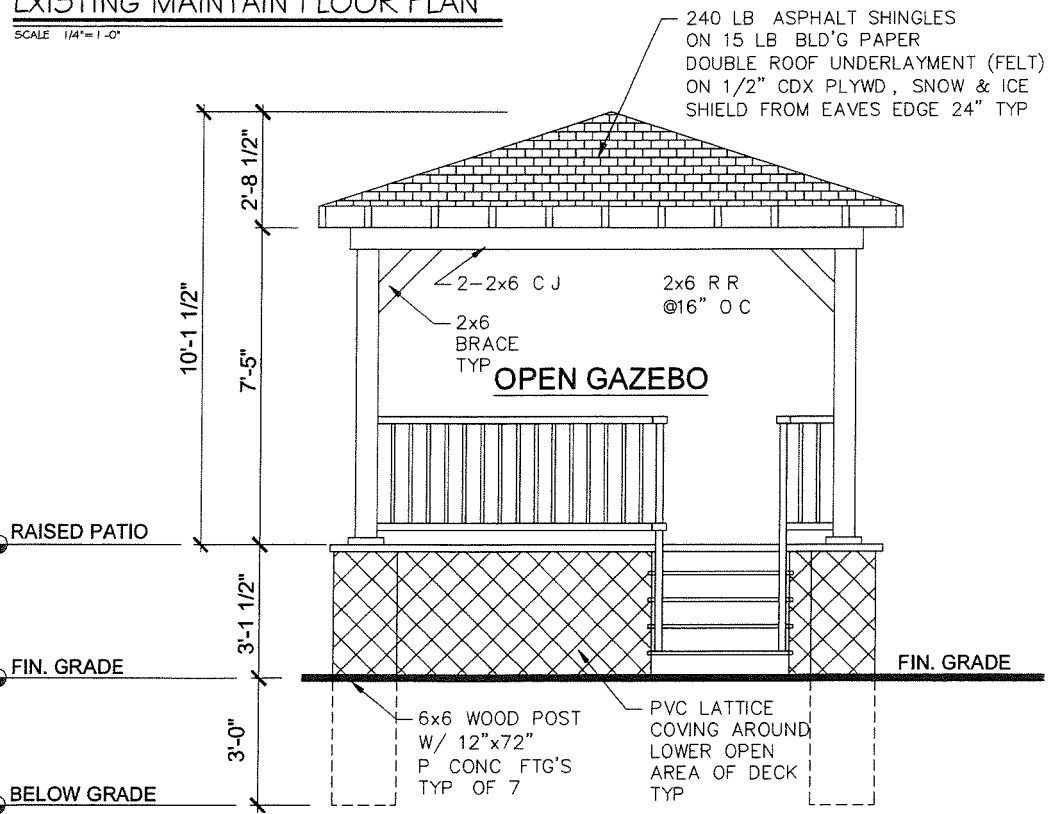 EXISTING MAINTAIN FLOOR PLAN
SCALE 1/4"=1-0"
240 LB ASPHALT SHINGLES
ON 15 LB BLD'G PAPER
DOUBLE ROOF UNDERLAYMENT (FELT)
ON 1/2" CDX PLYWD, SNOW & ICE
SHIELD FROM EAVES EDGE 24" TYP
2'-8 1/2"
10'-1 1/2"
7'-5"
2-2x6 C J
2x6 R R
@16" O C
2x6
BRACE
TYP
OPEN GAZEBO
RAISED PATIO
3'-1 1/2"
FIN. GRADE
FIN. GRADE
3'-0"
6x6 WOOD POST
W/ 12"x72"
P CONC FTG'S
TYP OF 7
PVC LATTICE
COVING AROUND
LOWER OPEN
AREA OF DECK
TYP
BELOW GRADE